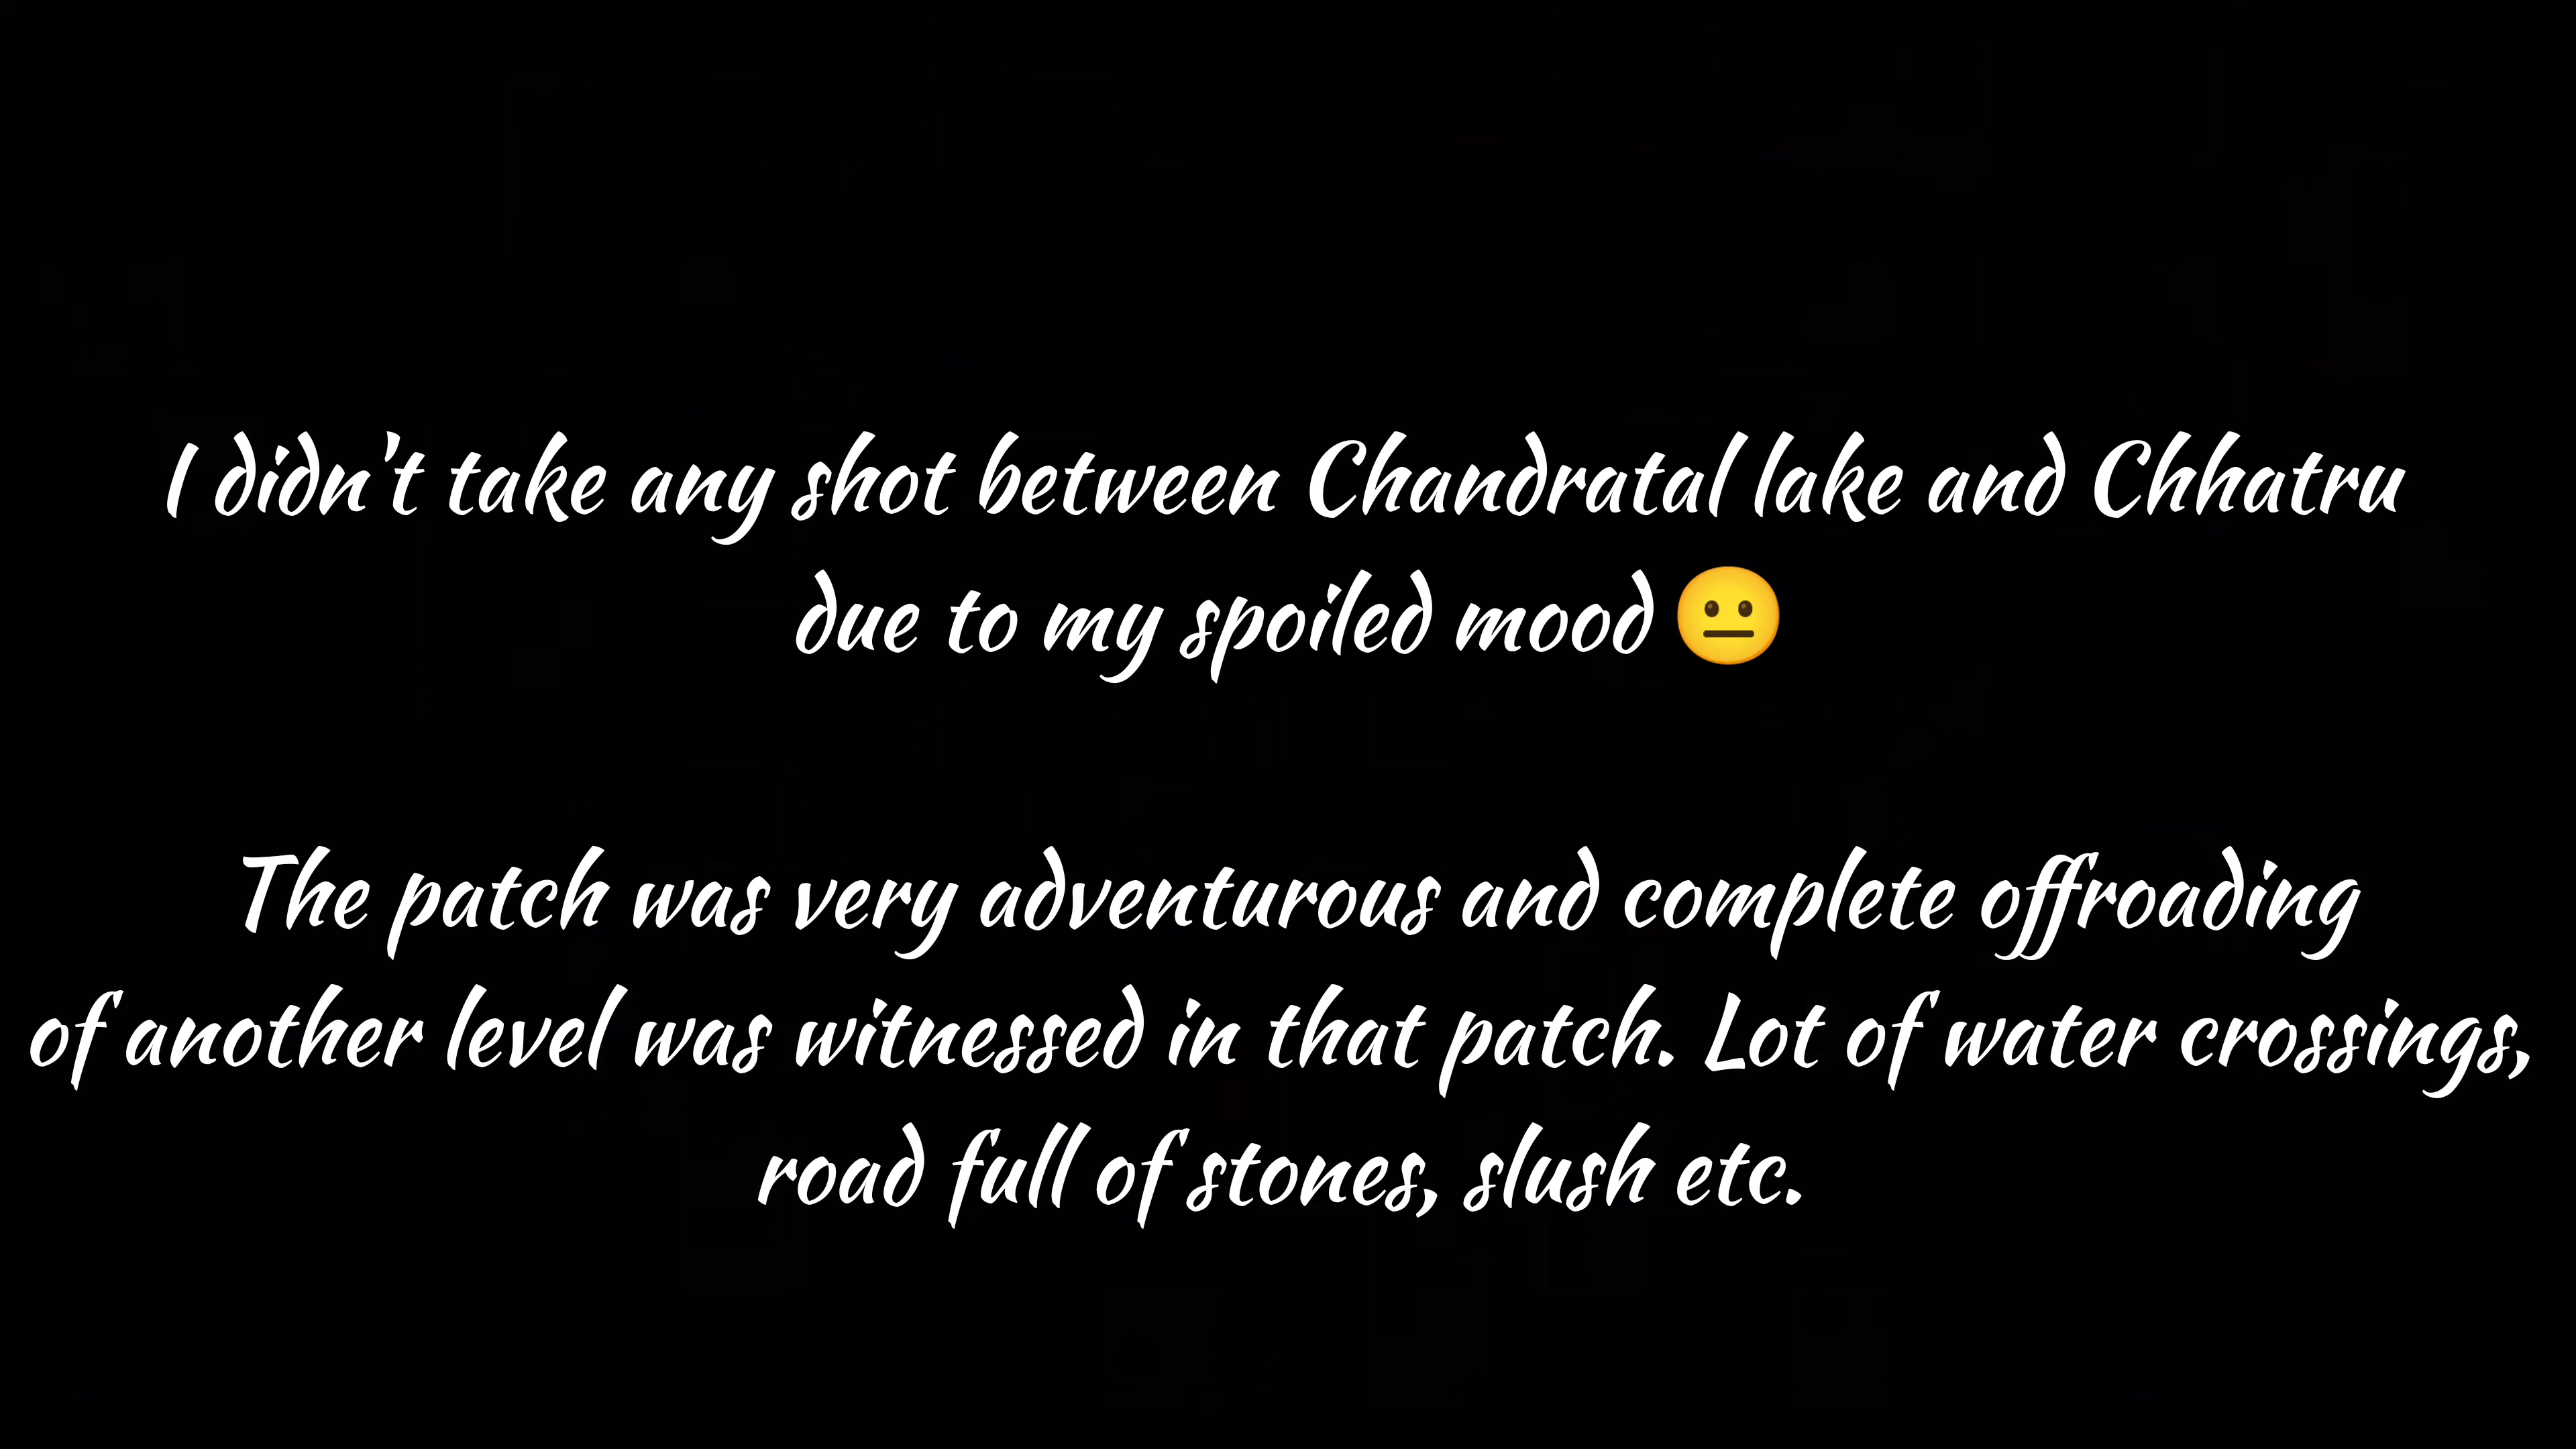 I didn't take any shot between Chandratal lake and Chhatru
due to my spoiled mood 😐
The patch was very adventurous and complete offroading
of another level was witnessed in that patch. Lot of water crossings,
road full of stones, slush etc.